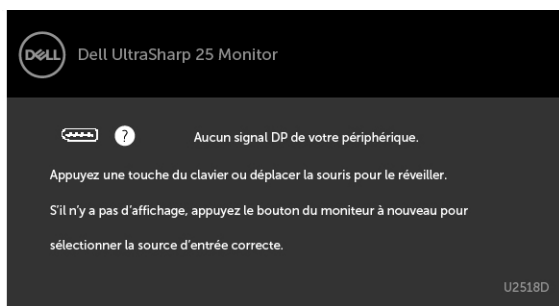 DELL Dell UltraSharp 25 Monitor
? Aucun signal DP de votre périphérique.
Appuyez une touche du clavier ou déplacer la souris pour le réveiller.
S'il n'y a pas d'affichage, appuyez le bouton du moniteur à nouveau pour
sélectionner la source d'entrée correcte.
U2518D